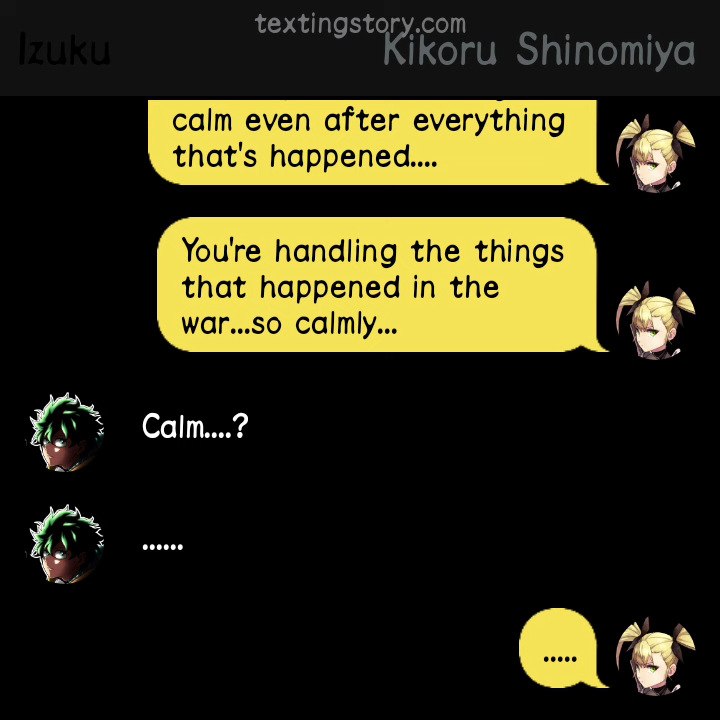 textingstory.com
Izuku
Kikoru Shinomiya
calm even after everything
that's happened....
You're handling the things
that happened in the
war...so calmly...
Calm....?
......
.....